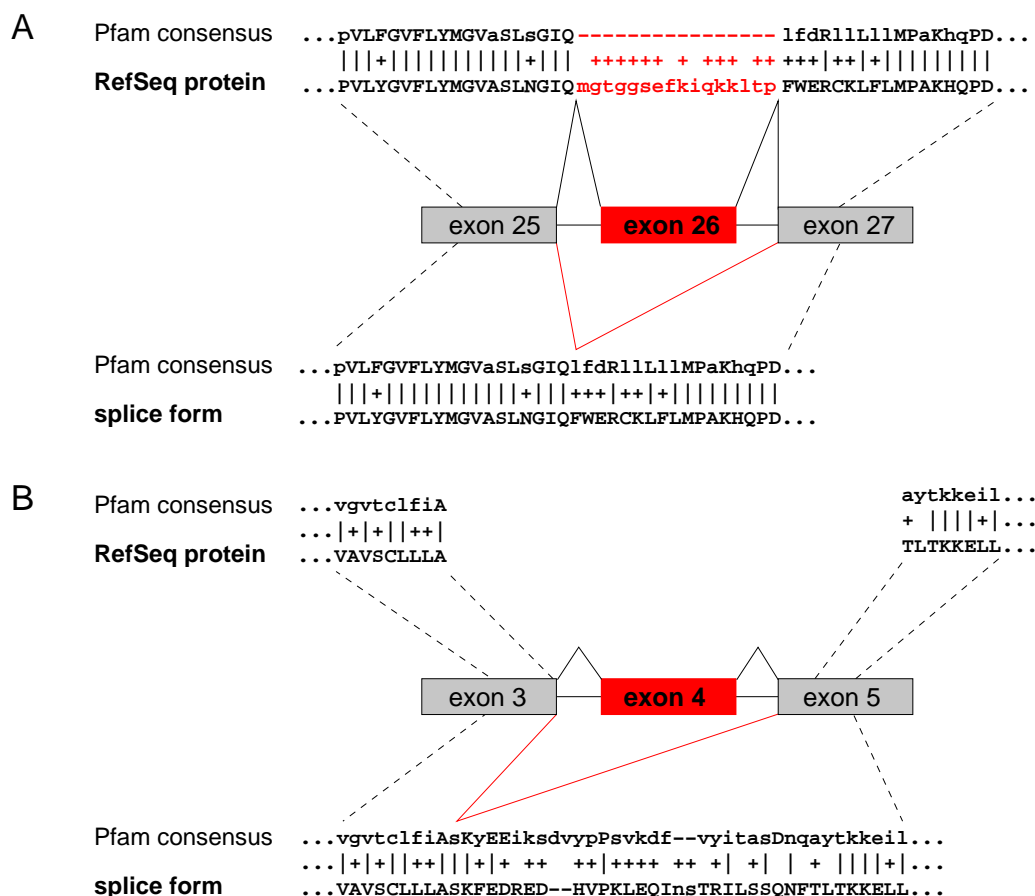 A
Pfam consensus ...pVLFGVFLYMGVaSLsGIQ----------------lfdRllLllMPaKhqPD...
|||+|||||||||||+||| ++++++ + +++ ++ +++|++|+|||||||||
RefSeq protein ...PVLYGVFLYMGVASLNGIQmgtggsefkiqkkltpFWERCKLFLMPAKHQPD...
exon 25 exon 26 exon 27
Pfam consensus ...pVLFGVFLYMGVaSLsGIQlfdRllLllMPaKhqPD...
|||+|||||||||||+|||+++|++|+|||||||||
splice form ...PVLYGVFLYMGVASLNGIQFWERCKLFLMPAKHQPD...
B
Pfam consensus ...vgvtclfiA aytkkeil...
...|+|+||++| + ||||+|...
RefSeq protein ...VAVSCLLLA TLTKKELL...
exon 3 exon 4 exon 5
Pfam consensus ...vgvtclfiAsKyEEiksdvypPsvkdf--vyitasDnqaytkkeil...
...|+|+||++|||+|+ ++ ++|++++ ++ +| | + ||||+|...
splice form ...VAVSCLLLASKFEDRED--HVPKLEQInsTRILSSQNFTLTKKELL...